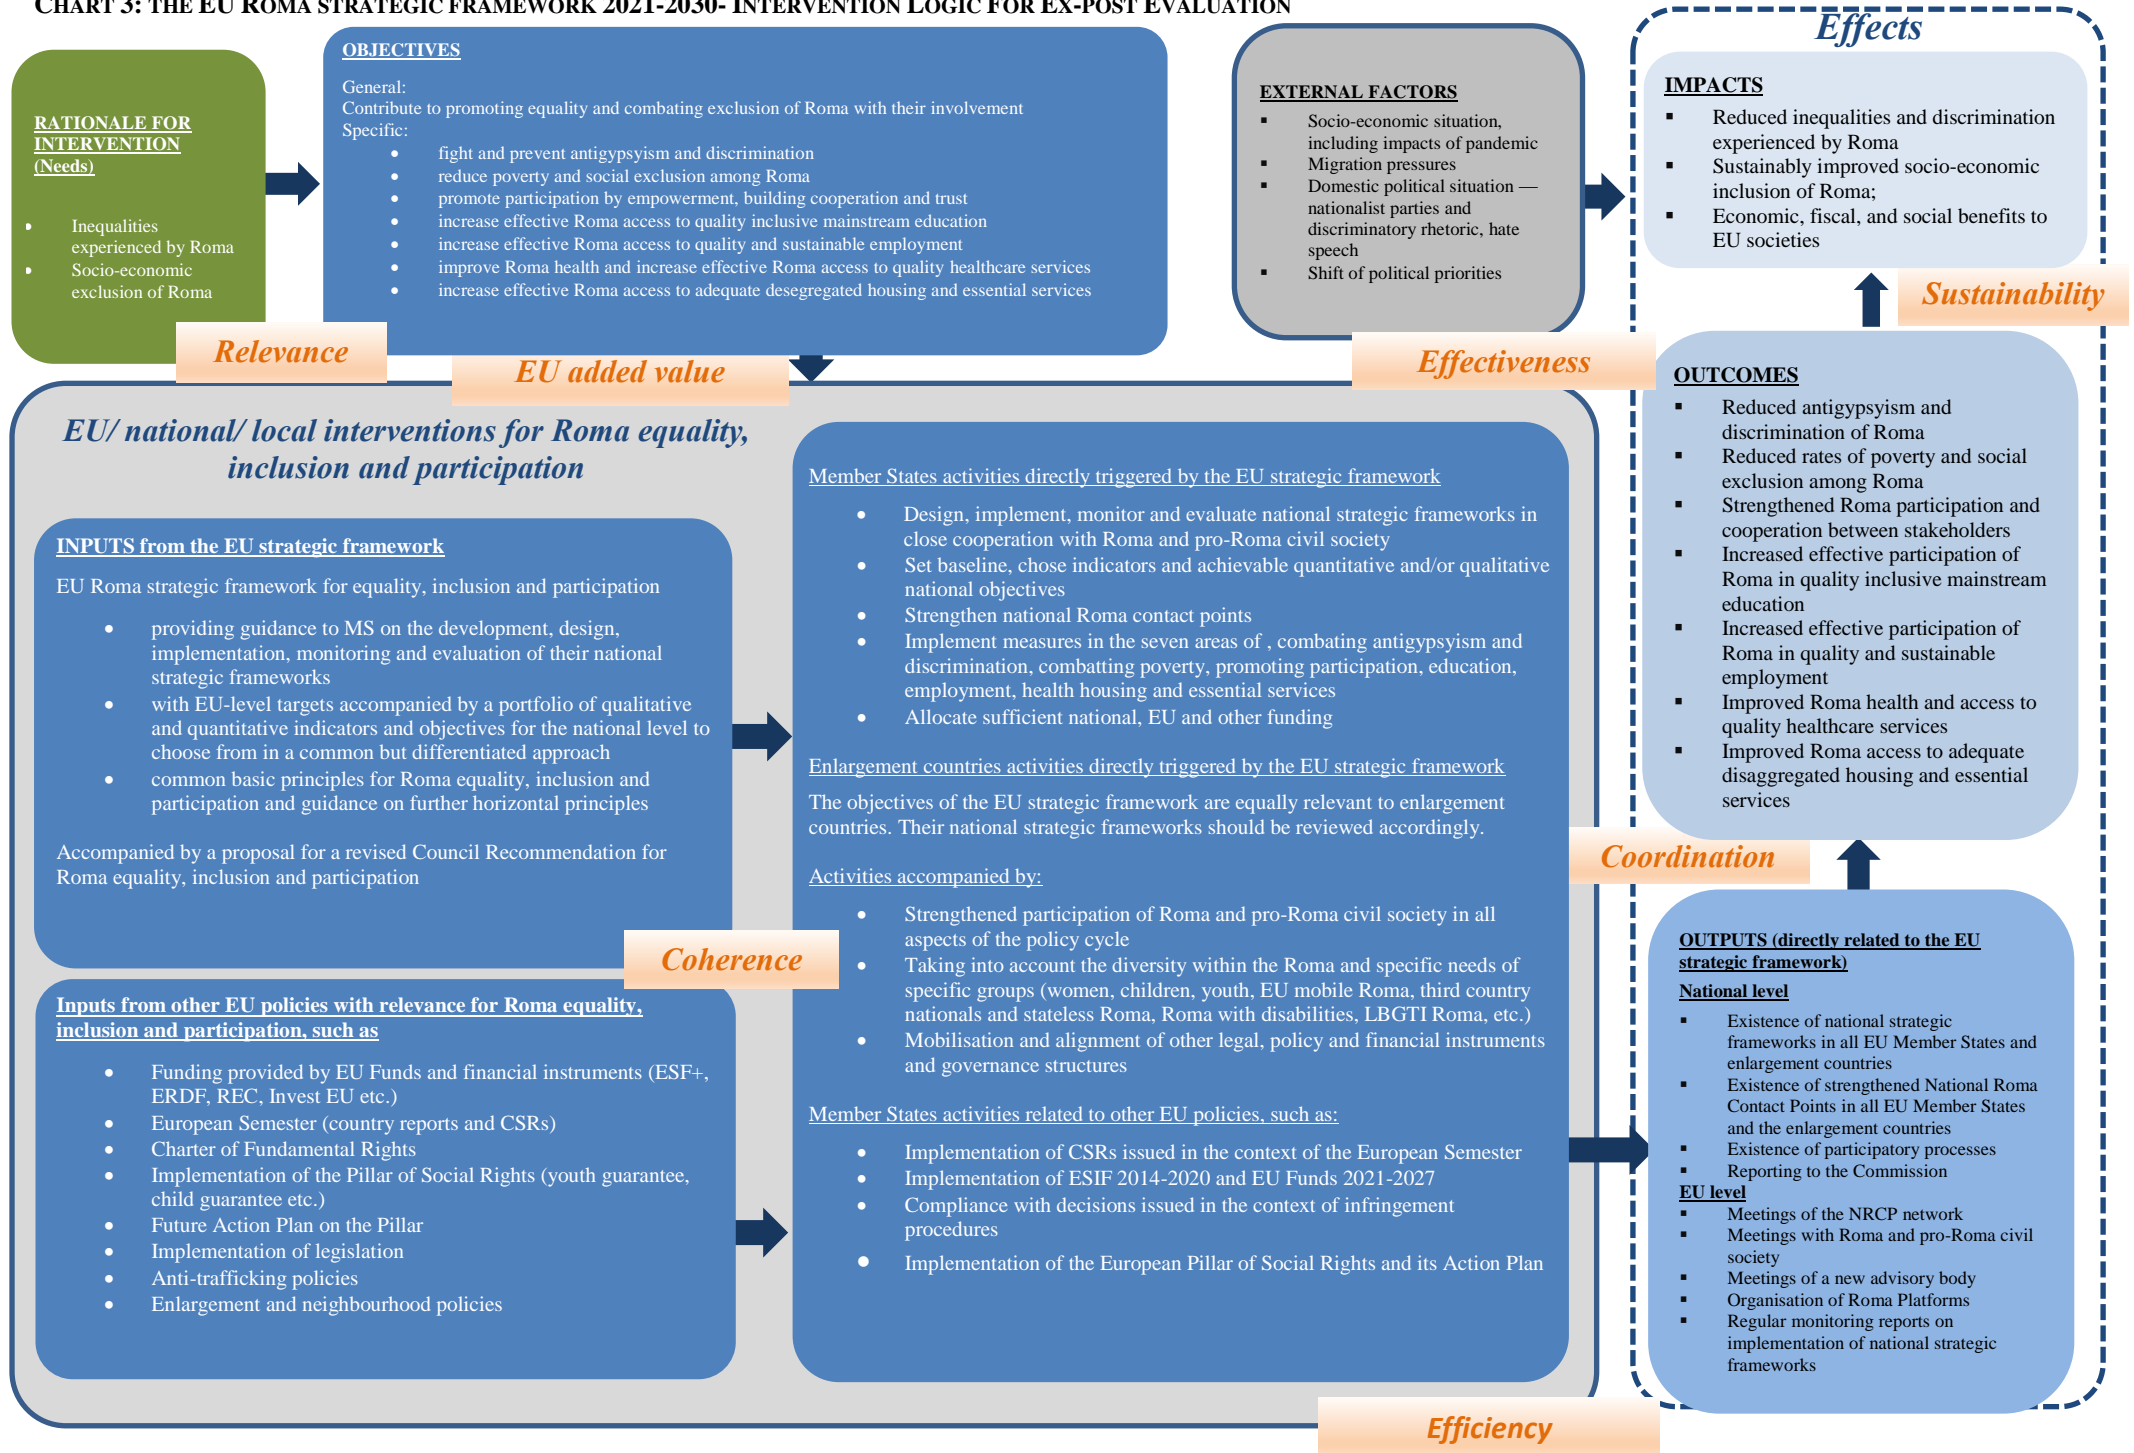 CHART 3: THE EU ROMA STRATEGIC FRAMEWORK 2021-2030- INTERVENTION LOGIC FOR EX-POST EVALUATION
RATIONALE FOR
INTERVENTION
(Needs)
• Inequalities
experienced by Roma
• Socio-economic
exclusion of Roma
Relevance
OBJECTIVES
General:
Contribute to promoting equality and combating exclusion of Roma with their involvement
Specific:
• fight and prevent antigypsyism and discrimination
• reduce poverty and social exclusion among Roma
• promote participation by empowerment, building cooperation and trust
• increase effective Roma access to quality inclusive mainstream education
• increase effective Roma access to quality and sustainable employment
• improve Roma health and increase effective Roma access to quality healthcare services
• increase effective Roma access to adequate desegregated housing and essential services
EU added value
EXTERNAL FACTORS
▪ Socio-economic situation,
including impacts of pandemic
▪ Migration pressures
▪ Domestic political situation —
nationalist parties and
discriminatory rhetoric, hate
speech
▪ Shift of political priorities
Effectiveness
Effects
IMPACTS
▪ Reduced inequalities and discrimination
experienced by Roma
▪ Sustainably improved socio-economic
inclusion of Roma;
▪ Economic, fiscal, and social benefits to
EU societies
Sustainability
OUTCOMES
▪ Reduced antigypsyism and
discrimination of Roma
▪ Reduced rates of poverty and social
exclusion among Roma
▪ Strengthened Roma participation and
cooperation between stakeholders
▪ Increased effective participation of
Roma in quality inclusive mainstream
education
▪ Increased effective participation of
Roma in quality and sustainable
employment
▪ Improved Roma health and access to
quality healthcare services
▪ Improved Roma access to adequate
disaggregated housing and essential
services
Coordination
EU/ national/ local interventions for Roma equality,
inclusion and participation
INPUTS from the EU strategic framework
EU Roma strategic framework for equality, inclusion and participation
• providing guidance to MS on the development, design,
implementation, monitoring and evaluation of their national
strategic frameworks
• with EU-level targets accompanied by a portfolio of qualitative
and quantitative indicators and objectives for the national level to
choose from in a common but differentiated approach
• common basic principles for Roma equality, inclusion and
participation and guidance on further horizontal principles
Accompanied by a proposal for a revised Council Recommendation for
Roma equality, inclusion and participation
Coherence
Inputs from other EU policies with relevance for Roma equality,
inclusion and participation, such as
• Funding provided by EU Funds and financial instruments (ESF+,
ERDF, REC, Invest EU etc.)
• European Semester (country reports and CSRs)
• Charter of Fundamental Rights
• Implementation of the Pillar of Social Rights (youth guarantee,
child guarantee etc.)
• Future Action Plan on the Pillar
• Implementation of legislation
• Anti-trafficking policies
• Enlargement and neighbourhood policies
Member States activities directly triggered by the EU strategic framework
• Design, implement, monitor and evaluate national strategic frameworks in
close cooperation with Roma and pro-Roma civil society
• Set baseline, chose indicators and achievable quantitative and/or qualitative
national objectives
• Strengthen national Roma contact points
• Implement measures in the seven areas of , combating antigypsyism and
discrimination, combatting poverty, promoting participation, education,
employment, health housing and essential services
• Allocate sufficient national, EU and other funding
Enlargement countries activities directly triggered by the EU strategic framework
The objectives of the EU strategic framework are equally relevant to enlargement
countries. Their national strategic frameworks should be reviewed accordingly.
Activities accompanied by:
• Strengthened participation of Roma and pro-Roma civil society in all
aspects of the policy cycle
• Taking into account the diversity within the Roma and specific needs of
specific groups (women, children, youth, EU mobile Roma, third country
nationals and stateless Roma, Roma with disabilities, LBGTI Roma, etc.)
• Mobilisation and alignment of other legal, policy and financial instruments
and governance structures
Member States activities related to other EU policies, such as:
• Implementation of CSRs issued in the context of the European Semester
• Implementation of ESIF 2014-2020 and EU Funds 2021-2027
• Compliance with decisions issued in the context of infringement
procedures
• Implementation of the European Pillar of Social Rights and its Action Plan
OUTPUTS (directly related to the EU
strategic framework)
National level
▪ Existence of national strategic
frameworks in all EU Member States and
enlargement countries
▪ Existence of strengthened National Roma
Contact Points in all EU Member States
and the enlargement countries
▪ Existence of participatory processes
▪ Reporting to the Commission
EU level
▪ Meetings of the NRCP network
▪ Meetings with Roma and pro-Roma civil
society
▪ Meetings of a new advisory body
▪ Organisation of Roma Platforms
▪ Regular monitoring reports on
implementation of national strategic
frameworks
Efficiency